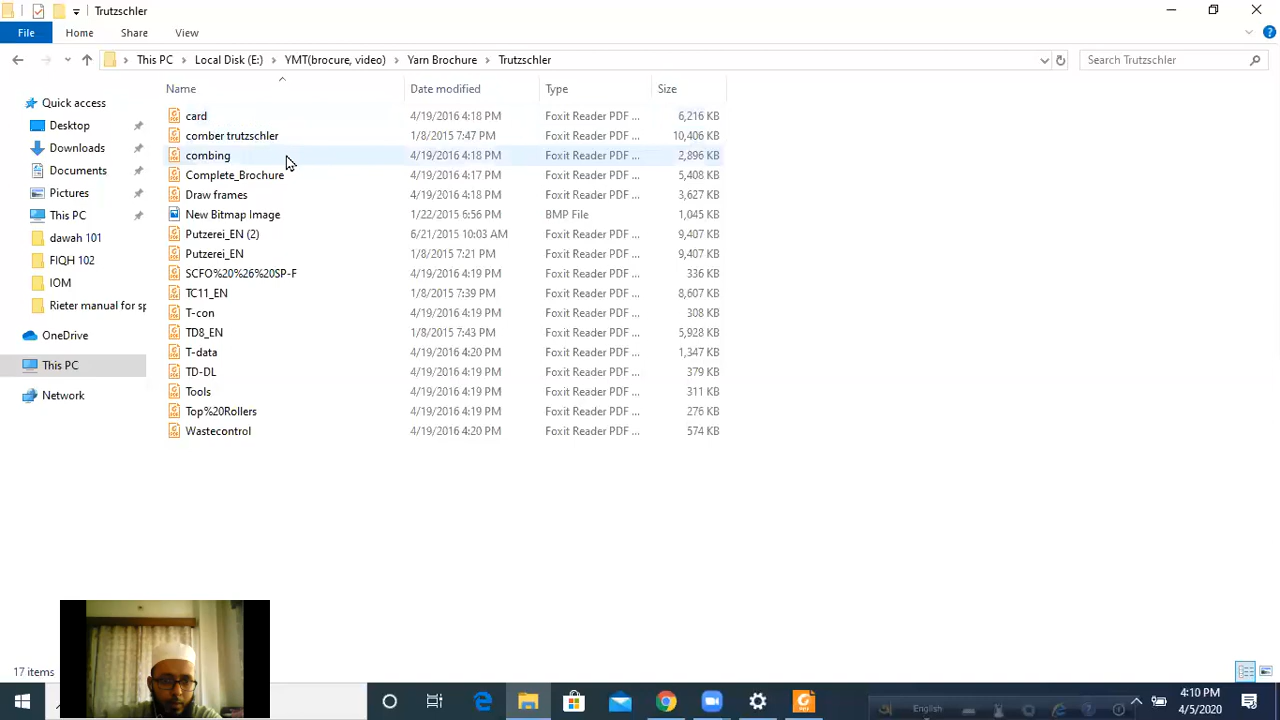 Trutzschler
File Home Share View
This PC Local Disk (E:) YMT(brocure, video) Yarn Brochure Trutzschler Search Trutzschler
Name Date modified Type Size
Quick access
Desktop
Downloads
Documents
Pictures
This PC
dawah 101
FIQH 102
IOM
Rieter manual for sp
OneDrive
This PC
Network
card 4/19/2016 4:18 PM Foxit Reader PDF ... 6,216 KB
comber trutzschler 1/8/2015 7:47 PM Foxit Reader PDF ... 10,406 KB
combing 4/19/2016 4:18 PM Foxit Reader PDF ... 2,896 KB
Complete_Brochure 4/19/2016 4:17 PM Foxit Reader PDF ... 5,408 KB
Draw frames 4/19/2016 4:18 PM Foxit Reader PDF ... 3,627 KB
New Bitmap Image 1/22/2015 6:56 PM BMP File 1,045 KB
Putzerei_EN (2) 6/21/2015 10:03 AM Foxit Reader PDF ... 9,407 KB
Putzerei_EN 1/8/2015 7:21 PM Foxit Reader PDF ... 9,407 KB
SCFO%20%26%20SP-F 4/19/2016 4:19 PM Foxit Reader PDF ... 336 KB
TC11_EN 1/8/2015 7:39 PM Foxit Reader PDF ... 8,607 KB
T-con 4/19/2016 4:19 PM Foxit Reader PDF ... 308 KB
TD8_EN 1/8/2015 7:43 PM Foxit Reader PDF ... 5,928 KB
T-data 4/19/2016 4:20 PM Foxit Reader PDF ... 1,347 KB
TD-DL 4/19/2016 4:19 PM Foxit Reader PDF ... 379 KB
Tools 4/19/2016 4:19 PM Foxit Reader PDF ... 311 KB
Top%20Rollers 4/19/2016 4:19 PM Foxit Reader PDF ... 276 KB
Wastecontrol 4/19/2016 4:20 PM Foxit Reader PDF ... 574 KB
17 items
English
4:10 PM
4/5/2020